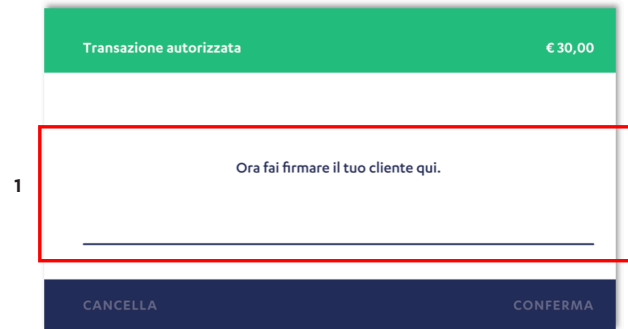 Transazione autorizzata € 30,00
Ora fai firmare il tuo cliente qui.
1
CANCELLA CONFERMA